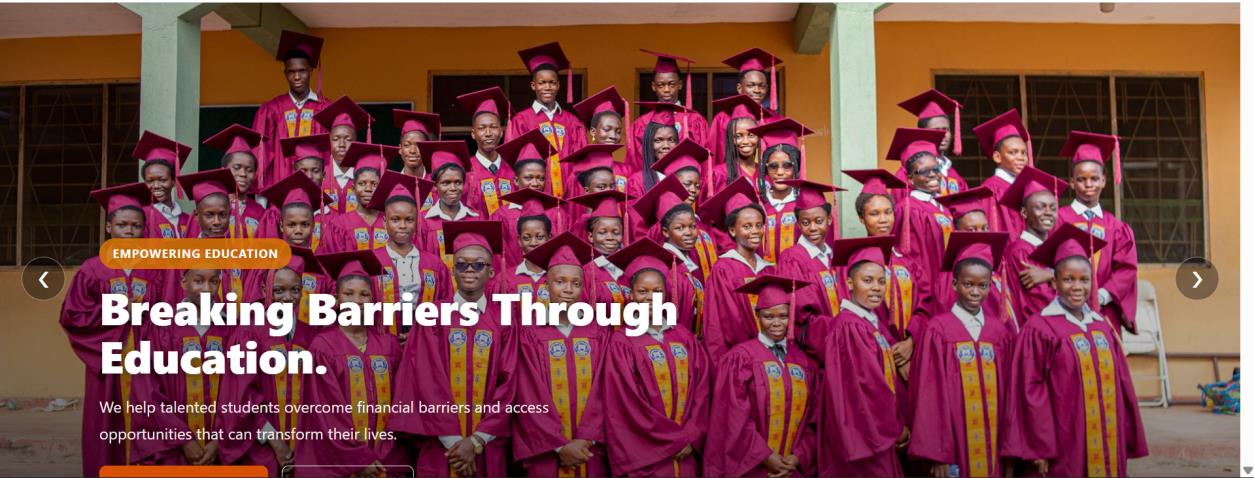 EMPOWERING EDUCATION
Breaking Barriers Through
Education.
We help talented students overcome financial barriers and access
opportunities that can transform their lives.